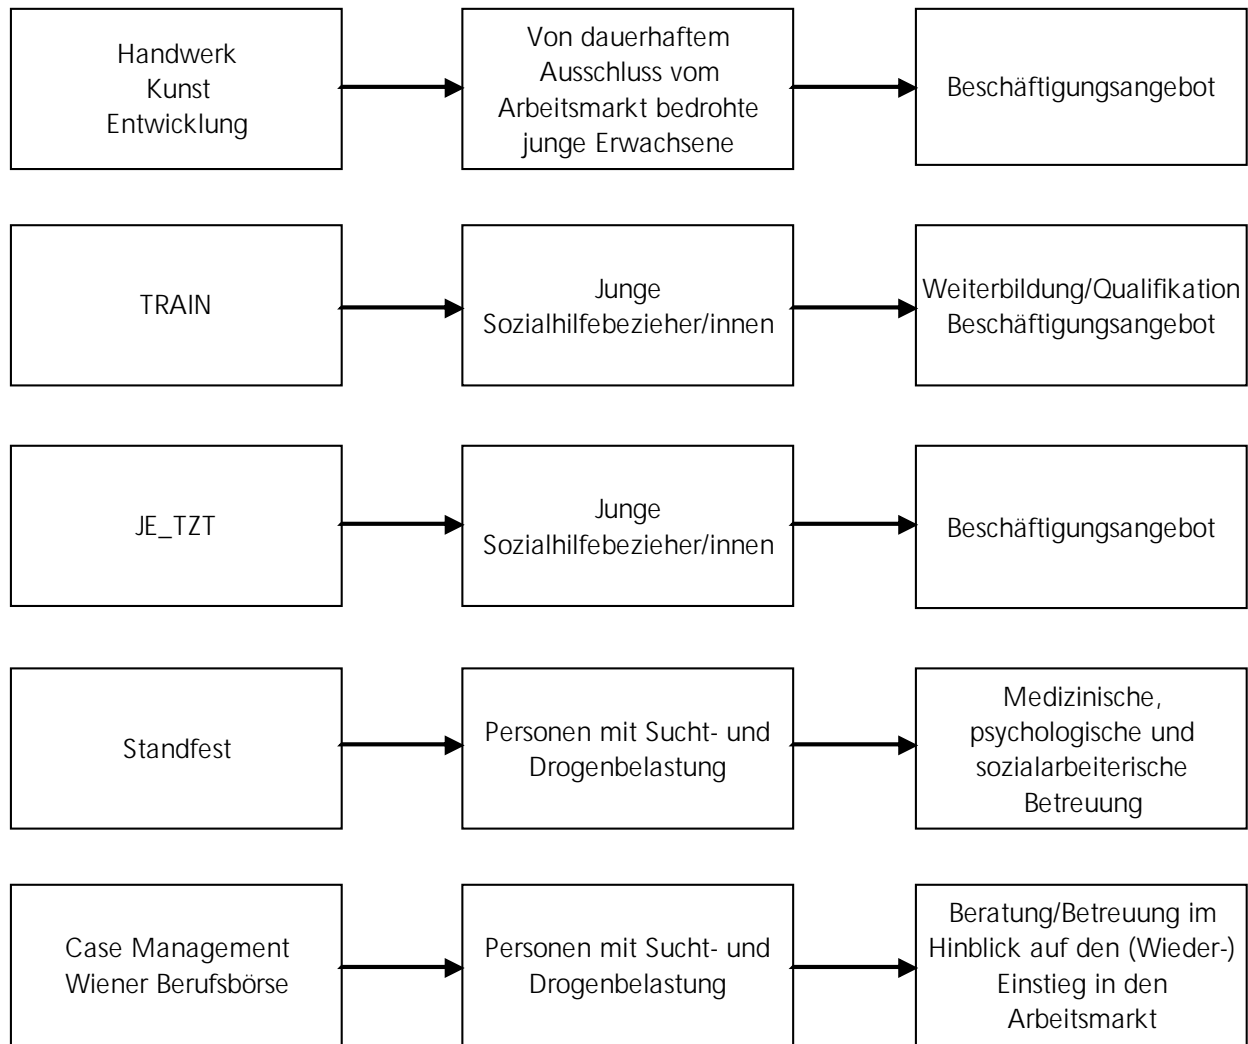 Handwerk
Kunst
Entwicklung
Von dauerhaftem
Ausschluss vom
Arbeitsmarkt bedrohte
junge Erwachsene
Beschäftigungsangebot
TRAIN
Junge
Sozialhilfebezieher/innen
Weiterbildung/Qualifikation
Beschäftigungsangebot
JE_TZT
Junge
Sozialhilfebezieher/innen
Beschäftigungsangebot
Standfest
Personen mit Sucht- und
Drogenbelastung
Medizinische,
psychologische und
sozialarbeiterische
Betreuung
Case Management
Wiener Berufsbörse
Personen mit Sucht- und
Drogenbelastung
Beratung/Betreuung im
Hinblick auf den (Wieder-)
Einstieg in den
Arbeitsmarkt